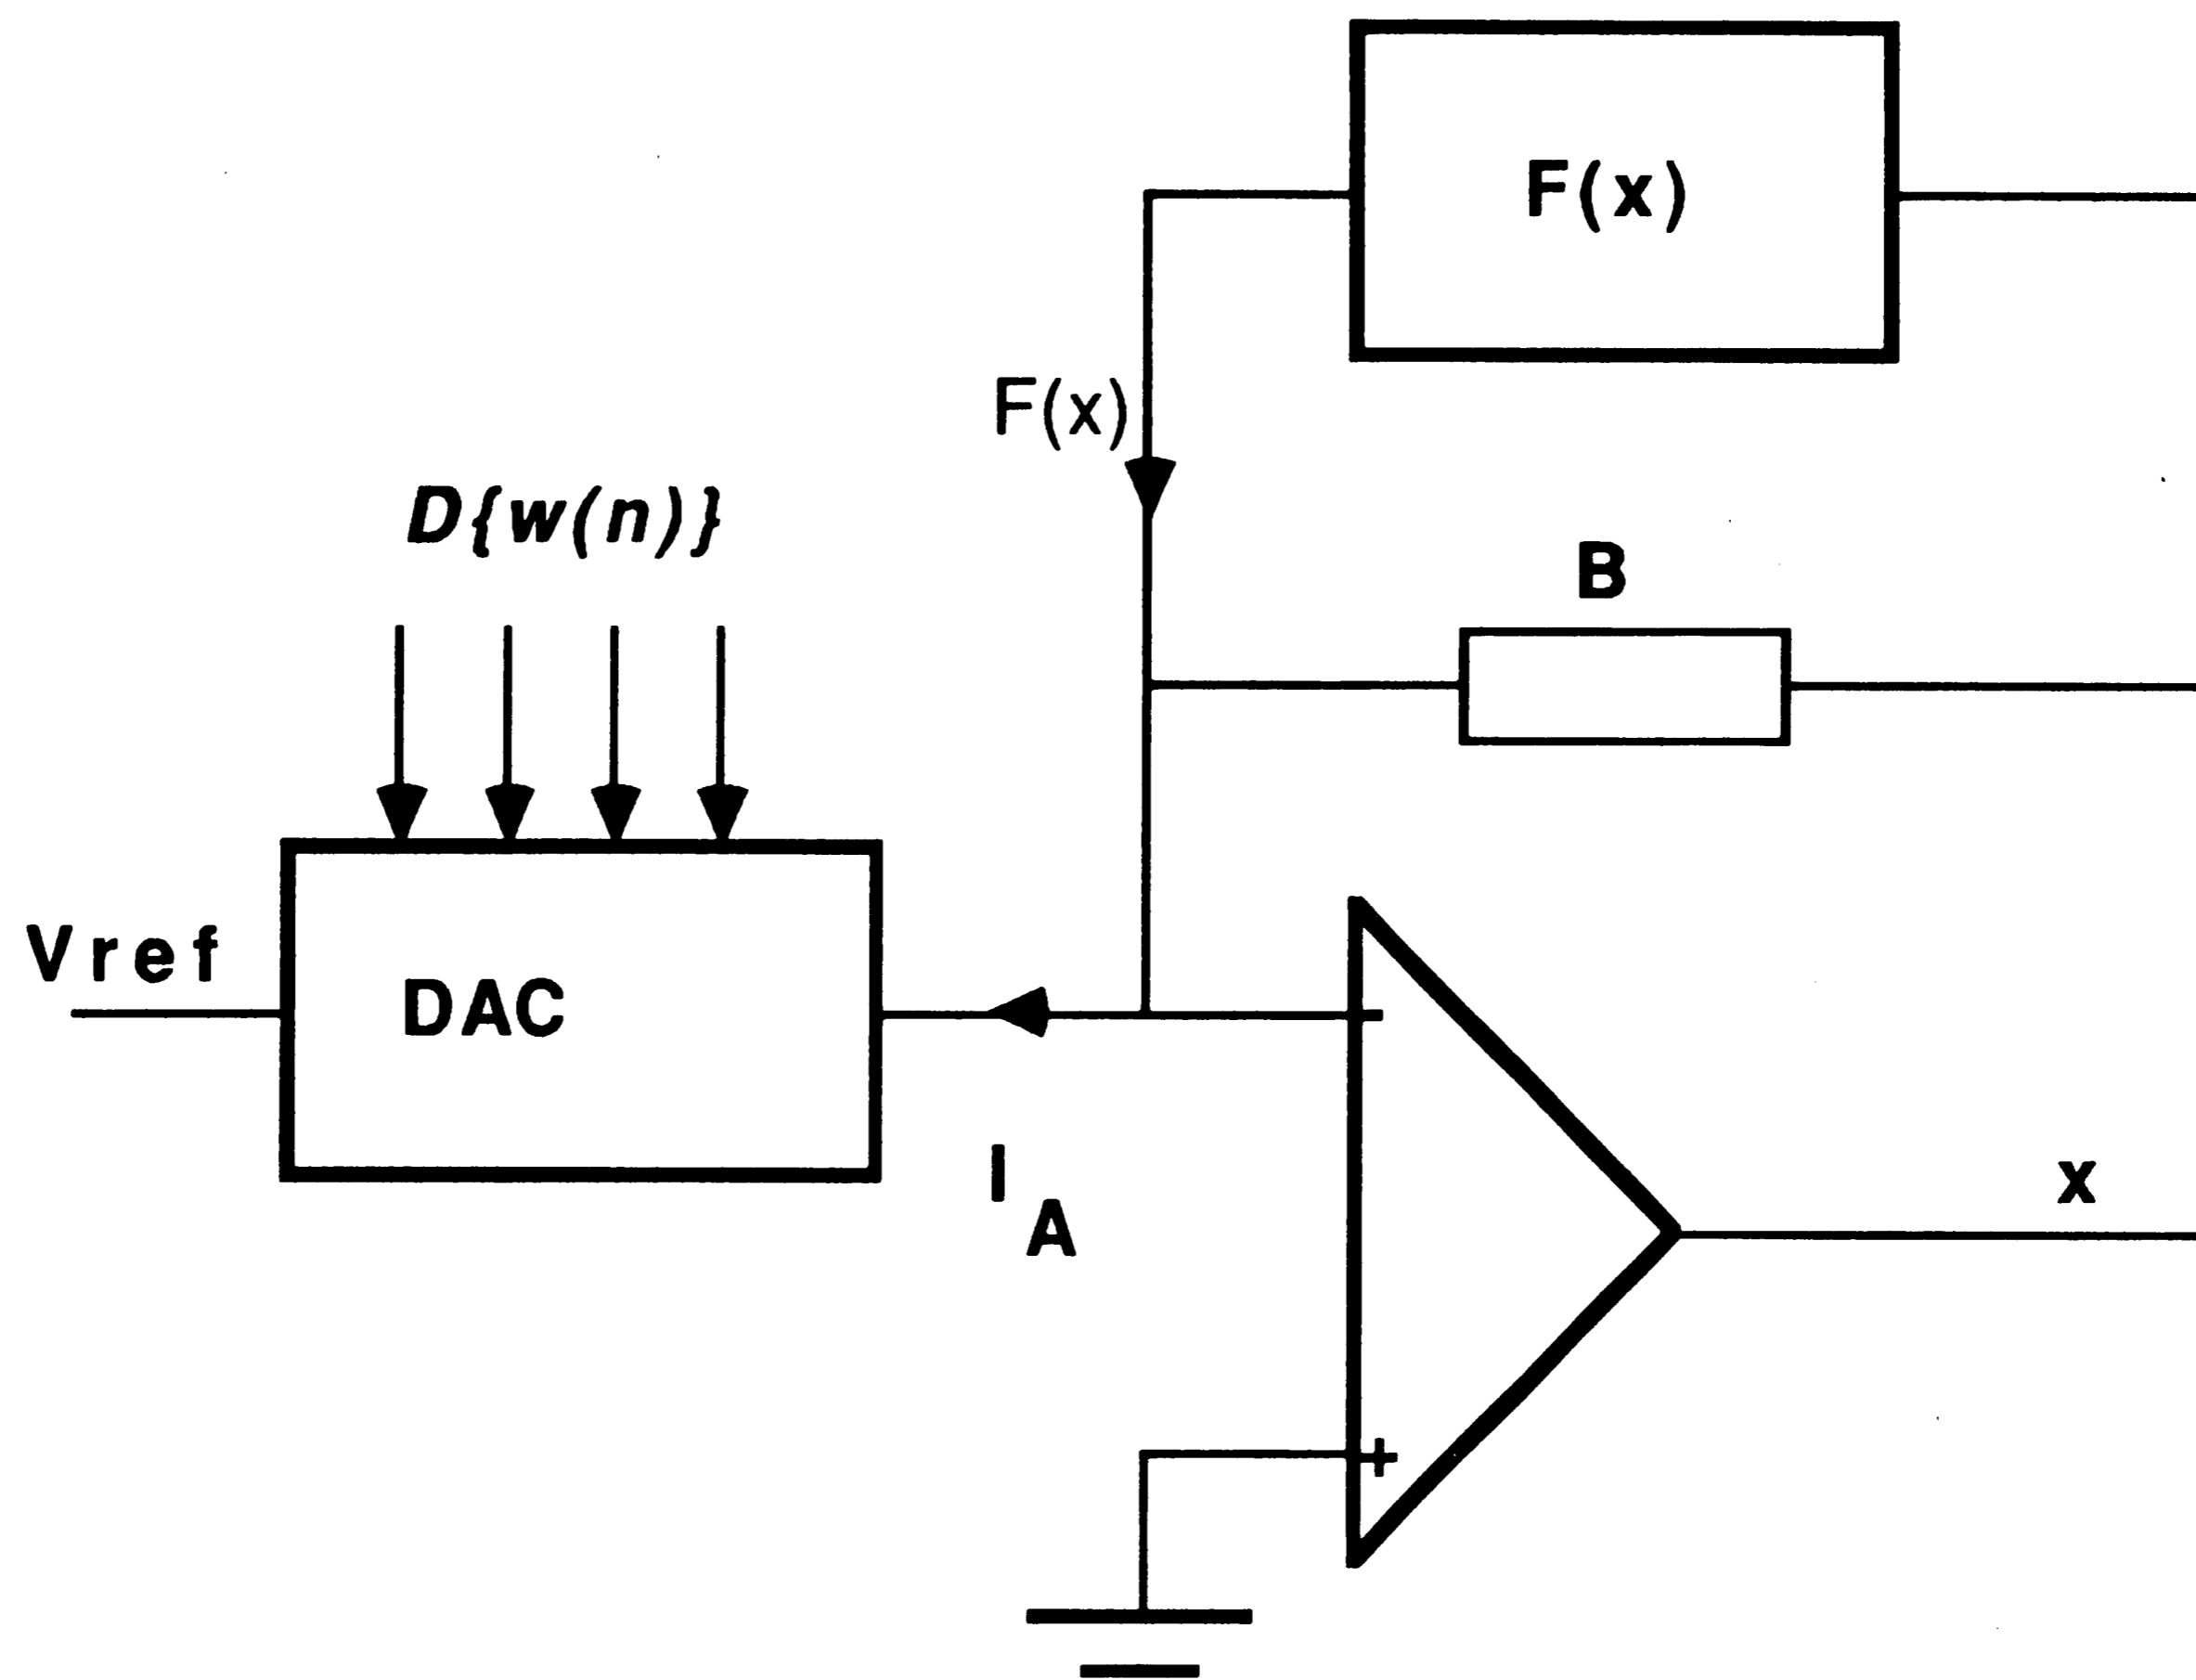 F(x)
F(x)
D{w(n)}
B
Vref
DAC
-
I
A
x
+